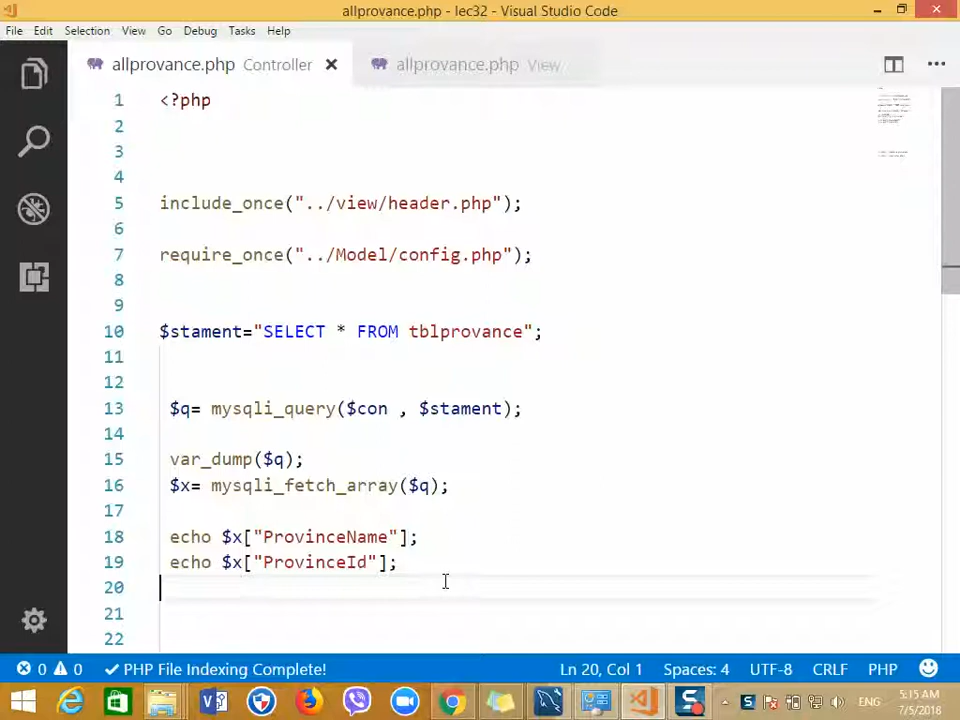 allprovance.php - lec32 - Visual Studio Code
File Edit Selection View Go Debug Tasks Help
allprovance.php Controller
allprovance.php View
1 <?php
2
3
4
5 include_once("../view/header.php");
6
7 require_once("../Model/config.php");
8
9
10 $stament="SELECT * FROM tblprovance";
11
12
13 $q= mysqli_query($con , $stament);
14
15 var_dump($q);
16 $x= mysqli_fetch_array($q);
17
18 echo $x["ProvinceName"];
19 echo $x["ProvinceId"];
20
21
22
0 0 PHP File Indexing Complete! Ln 20, Col 1 Spaces: 4 UTF-8 CRLF PHP
ENG
5:15 AM
7/5/2018